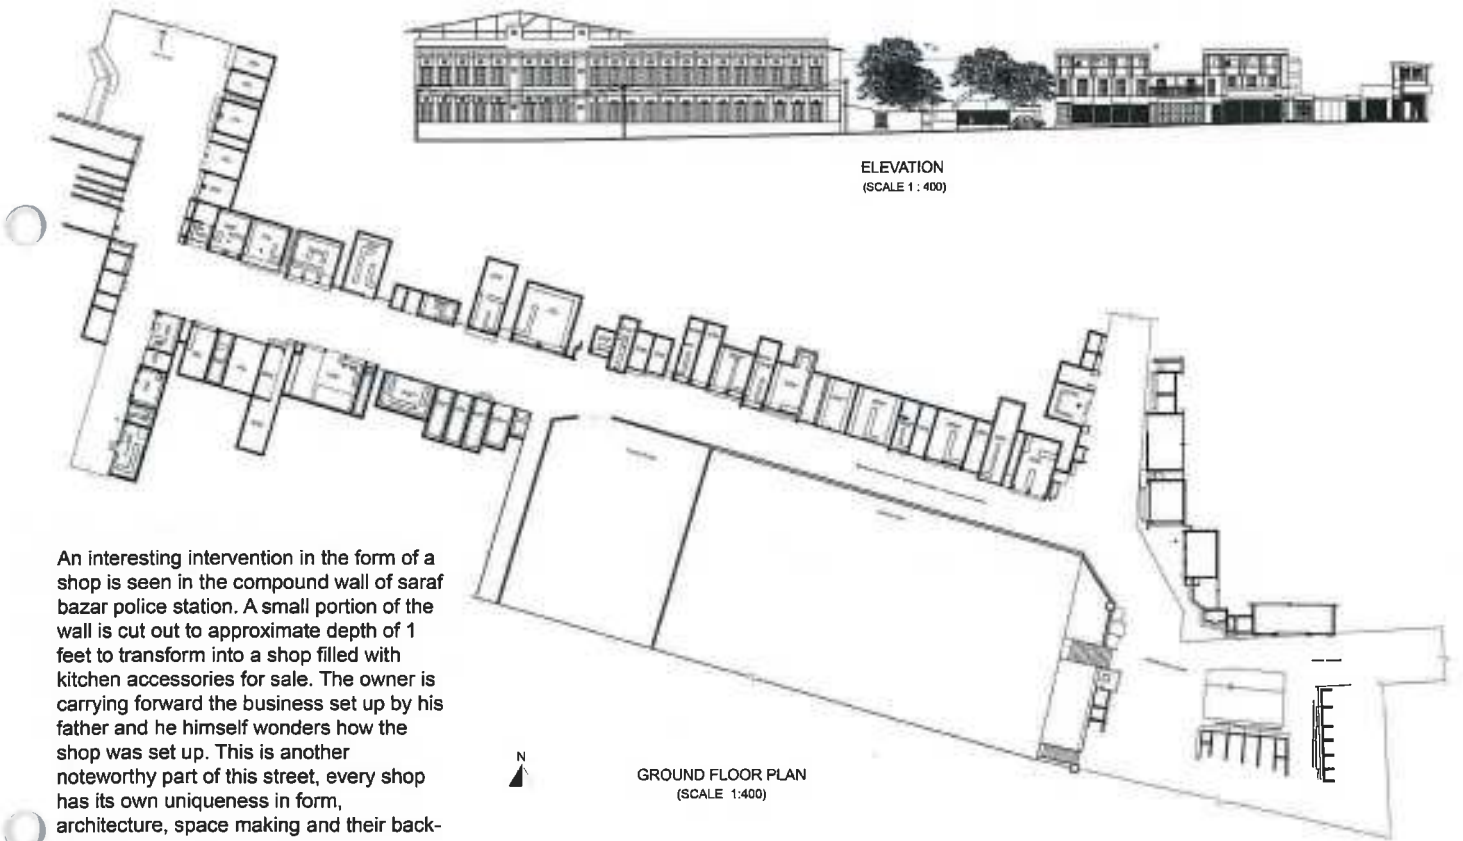 ELEVATION
(SCALE 1 : 400)
An interesting intervention in the form of a
shop is seen in the compound wall of saraf
bazar police station. A small portion of the
wall is cut out to approximate depth of 1
feet to transform into a shop filled with
kitchen accessories for sale. The owner is
carrying forward the business set up by his
father and he himself wonders how the
shop was set up. This is another
noteworthy part of this street, every shop
has its own uniqueness in form,
architecture, space making and their back-
N
GROUND FLOOR PLAN
(SCALE 1:400)